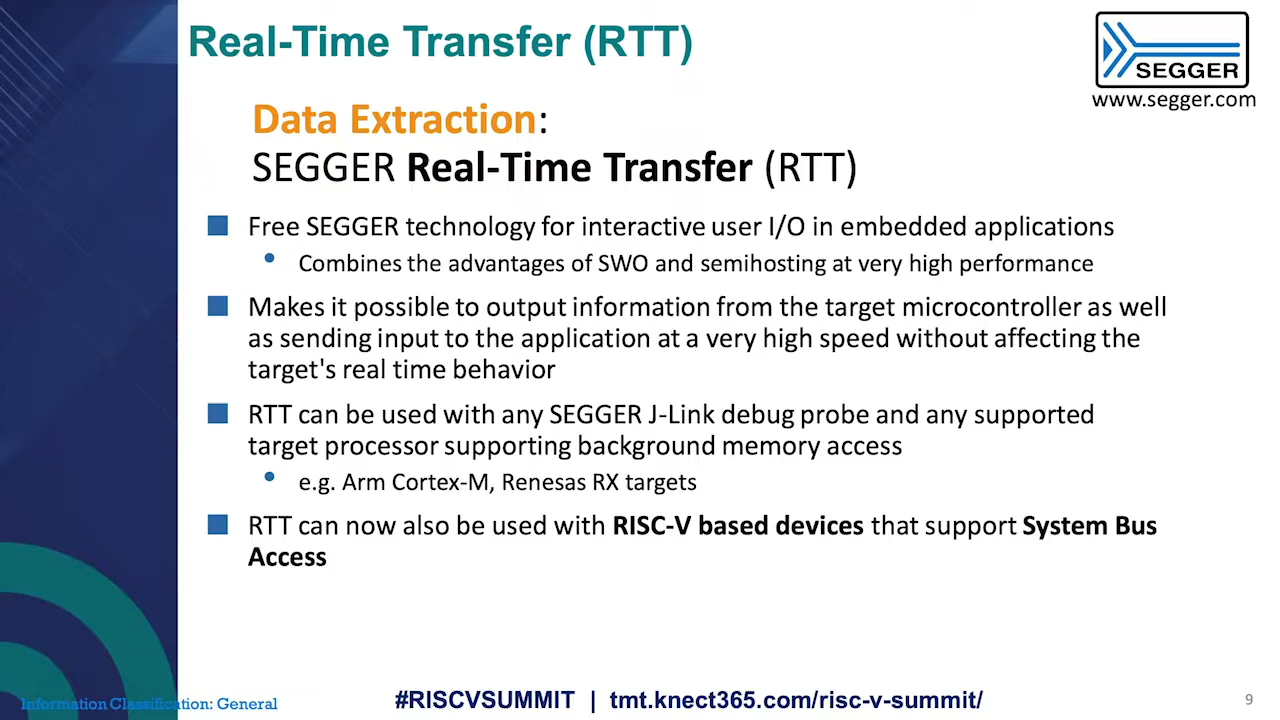 Real-Time Transfer (RTT)
SEGGER
www.segger.com
Data Extraction:
SEGGER Real-Time Transfer (RTT)
Free SEGGER technology for interactive user I/O in embedded applications
Combines the advantages of SWO and semihosting at very high performance
Makes it possible to output information from the target microcontroller as well
as sending input to the application at a very high speed without affecting the
target's real time behavior
RTT can be used with any SEGGER J-Link debug probe and any supported
target processor supporting background memory access
e.g. Arm Cortex-M, Renesas RX targets
RTT can now also be used with RISC-V based devices that support System Bus
Access
Information Classification: General
#RISCVSUMMIT | tmt.knect365.com/risc-v-summit/
9